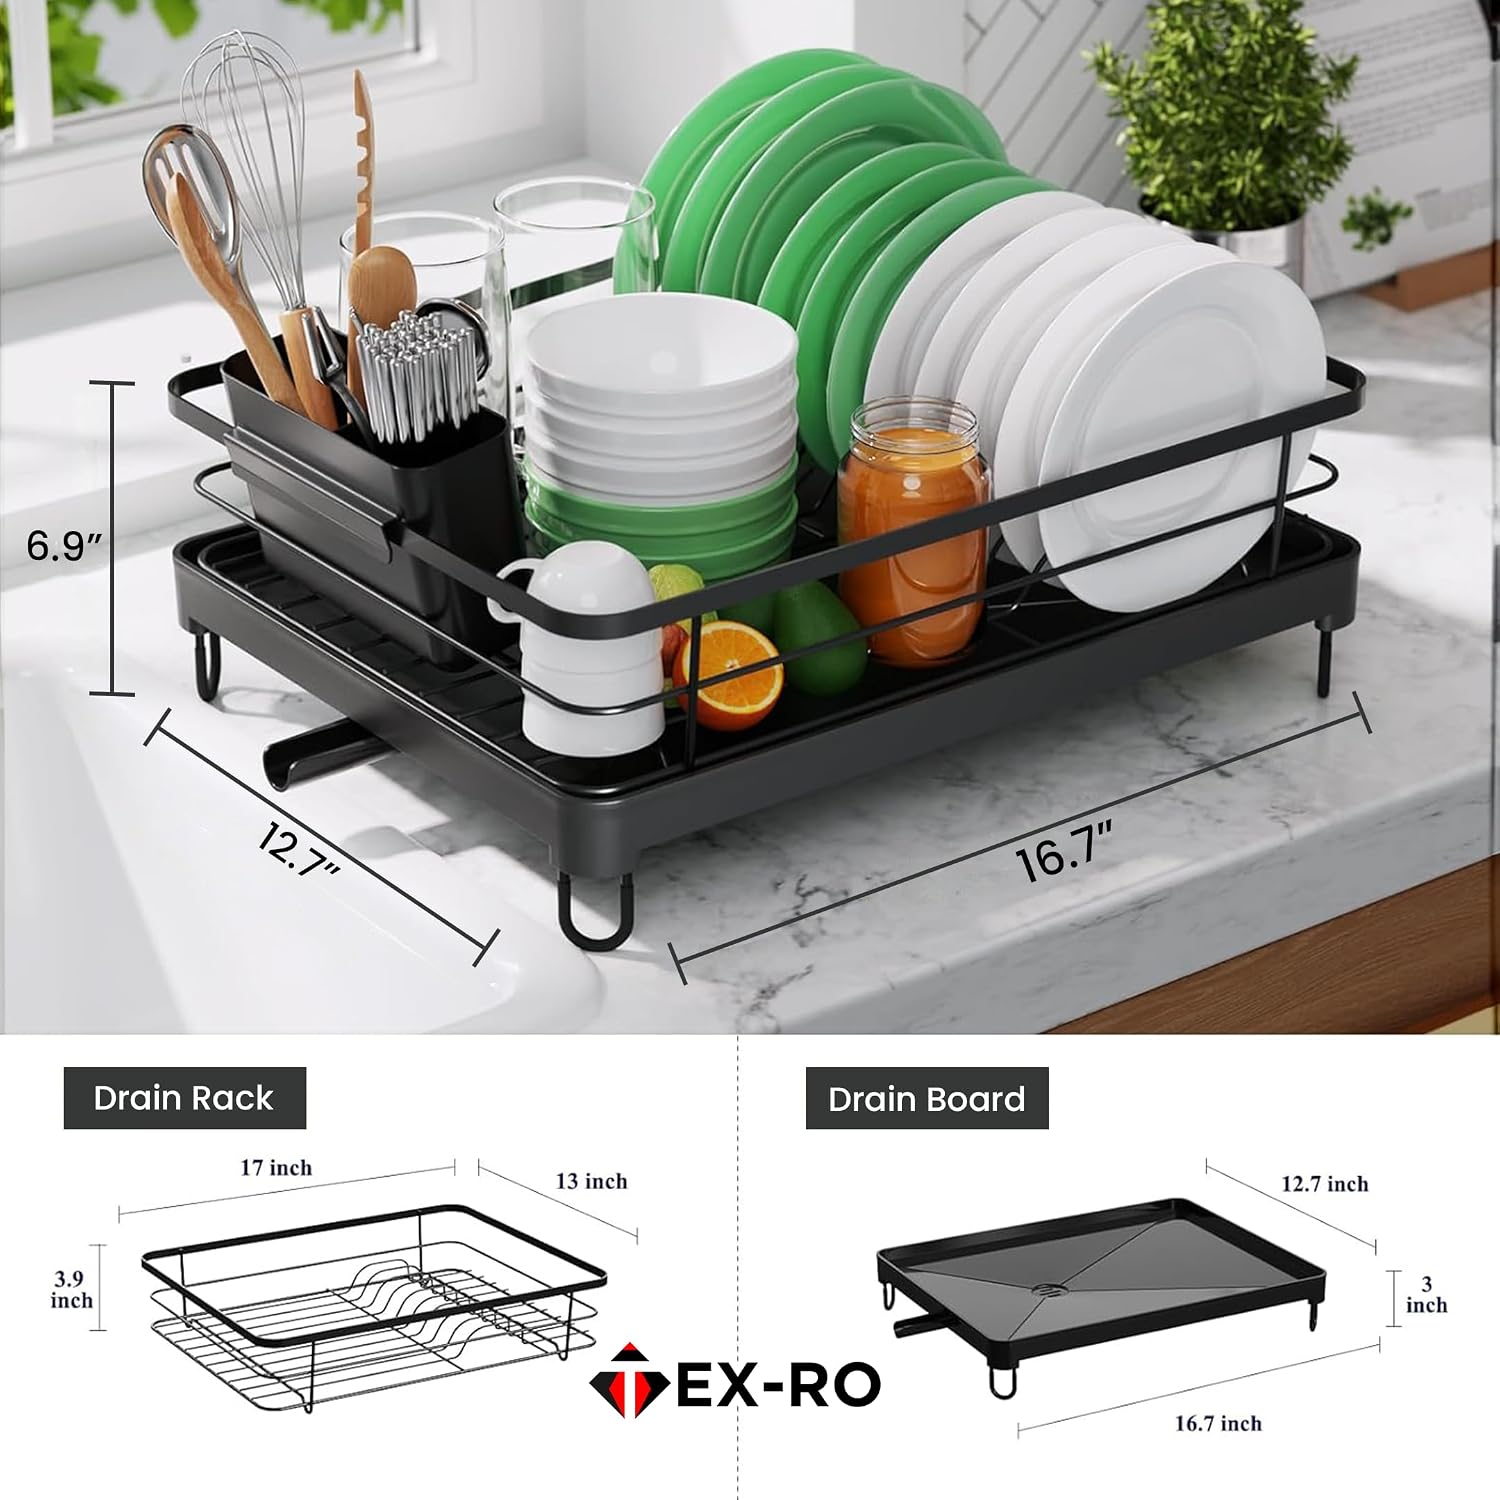 6.9"
12.7"
16.7"
Drain Rack
Drain Board
17 inch
13 inch
3.9
inch
12.7 inch
3
inch
16.7 inch
TEX-RO